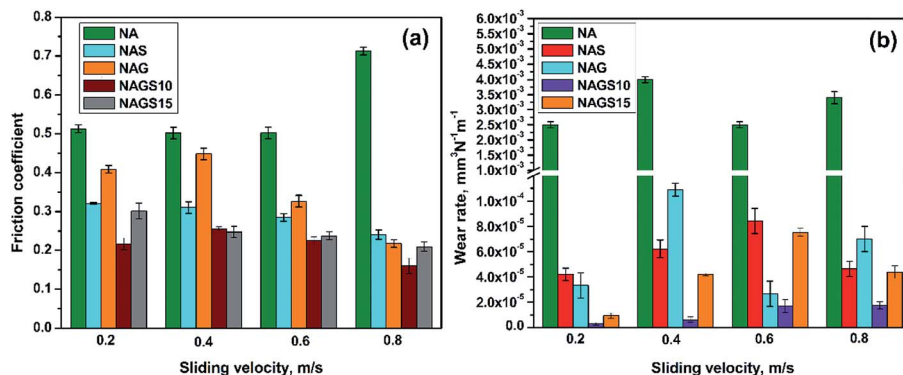 (a)
NA
NAS
NAG
NAGS10
NAGS15
Friction coefficient
0.8
0.7
0.6
0.5
0.4
0.3
0.2
0.1
0.0
0.2 0.4 0.6 0.8
Sliding velocity, m/s
(b)
NA
NAS
NAG
NAGS10
NAGS15
Wear rate, mm³N⁻¹m⁻¹
6.0x10⁻³
5.5x10⁻³
5.0x10⁻³
4.5x10⁻³
4.0x10⁻³
3.5x10⁻³
3.0x10⁻³
2.5x10⁻³
2.0x10⁻³
1.5x10⁻³
1.0x10⁻³
1.0x10⁻⁴
8.0x10⁻⁵
6.0x10⁻⁵
4.0x10⁻⁵
2.0x10⁻⁵
0.0
0.2 0.4 0.6 0.8
Sliding velocity, m/s